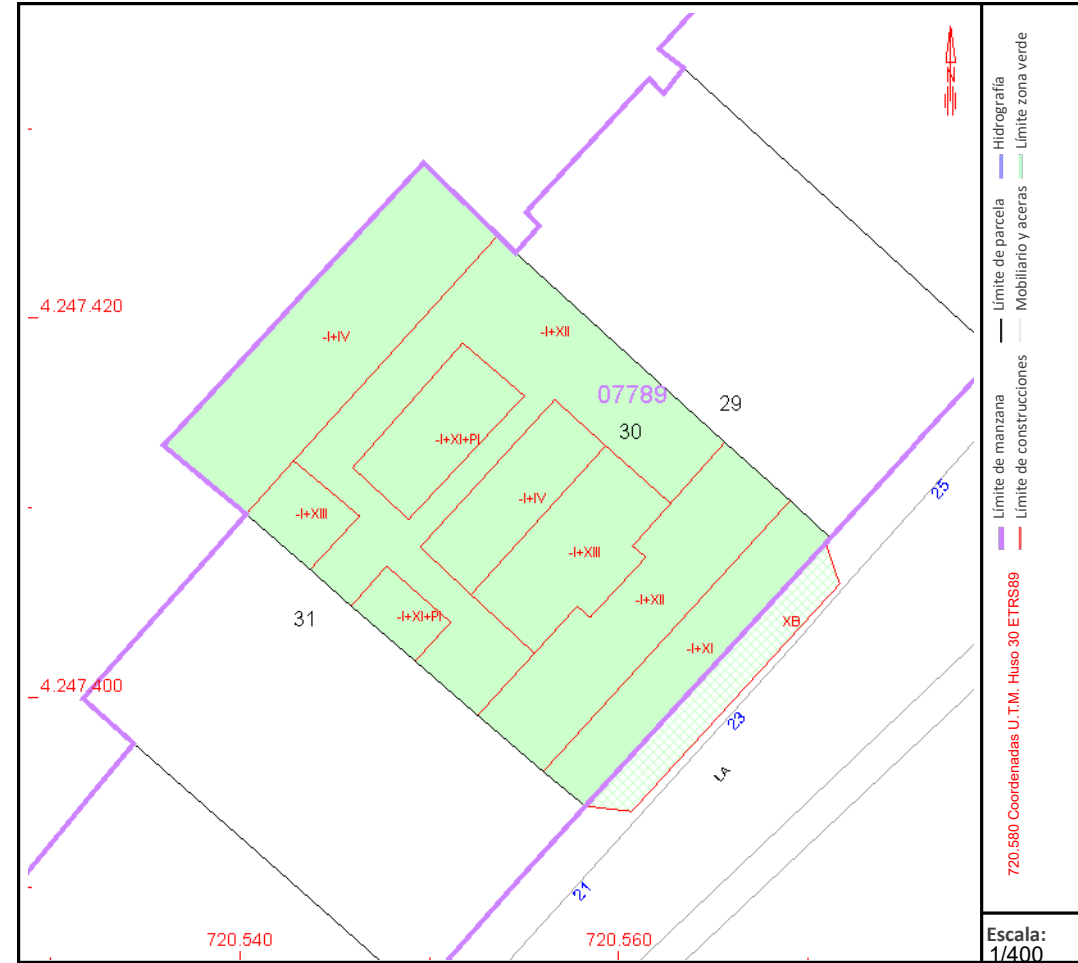 N
4.247.420
-I+IV
-I+XII
07789
29
30
-I+XI+PI
-I+IV
-I+XIII
25
-I+XIII
-I+XII
31
-I+XI+PI
XB
-I+XI
4.247.400
23
LA
21
720.540
720.560
Hidrografía
Límite zona verde
Límite de parcela
Mobiliario y aceras
Límite de manzana
Límite de construcciones
720.580 Coordenadas U.T.M. Huso 30 ETRS89
Escala:
1/400